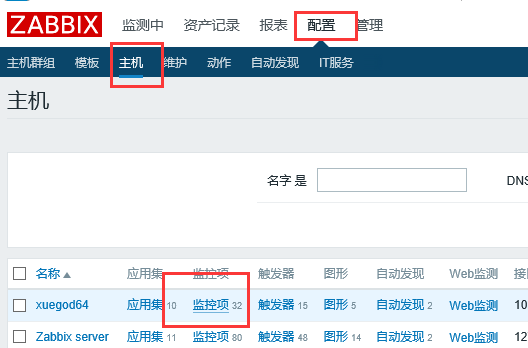 ZABBIX 监测中 资产记录 报表 配置 管理
主机群组 模板 主机 维护 动作 自动发现 IT服务
主机
名字 是 DNS
名称 应用集 监控项 触发器 图形 自动发现 Web监测
xuegod64 应用集 10 监控项 32 触发器 15 图形 5 自动发现 2 Web监测 10
Zabbix server 应用集 11 监控项 80 触发器 48 图形 14 自动发现 2 Web监测 12